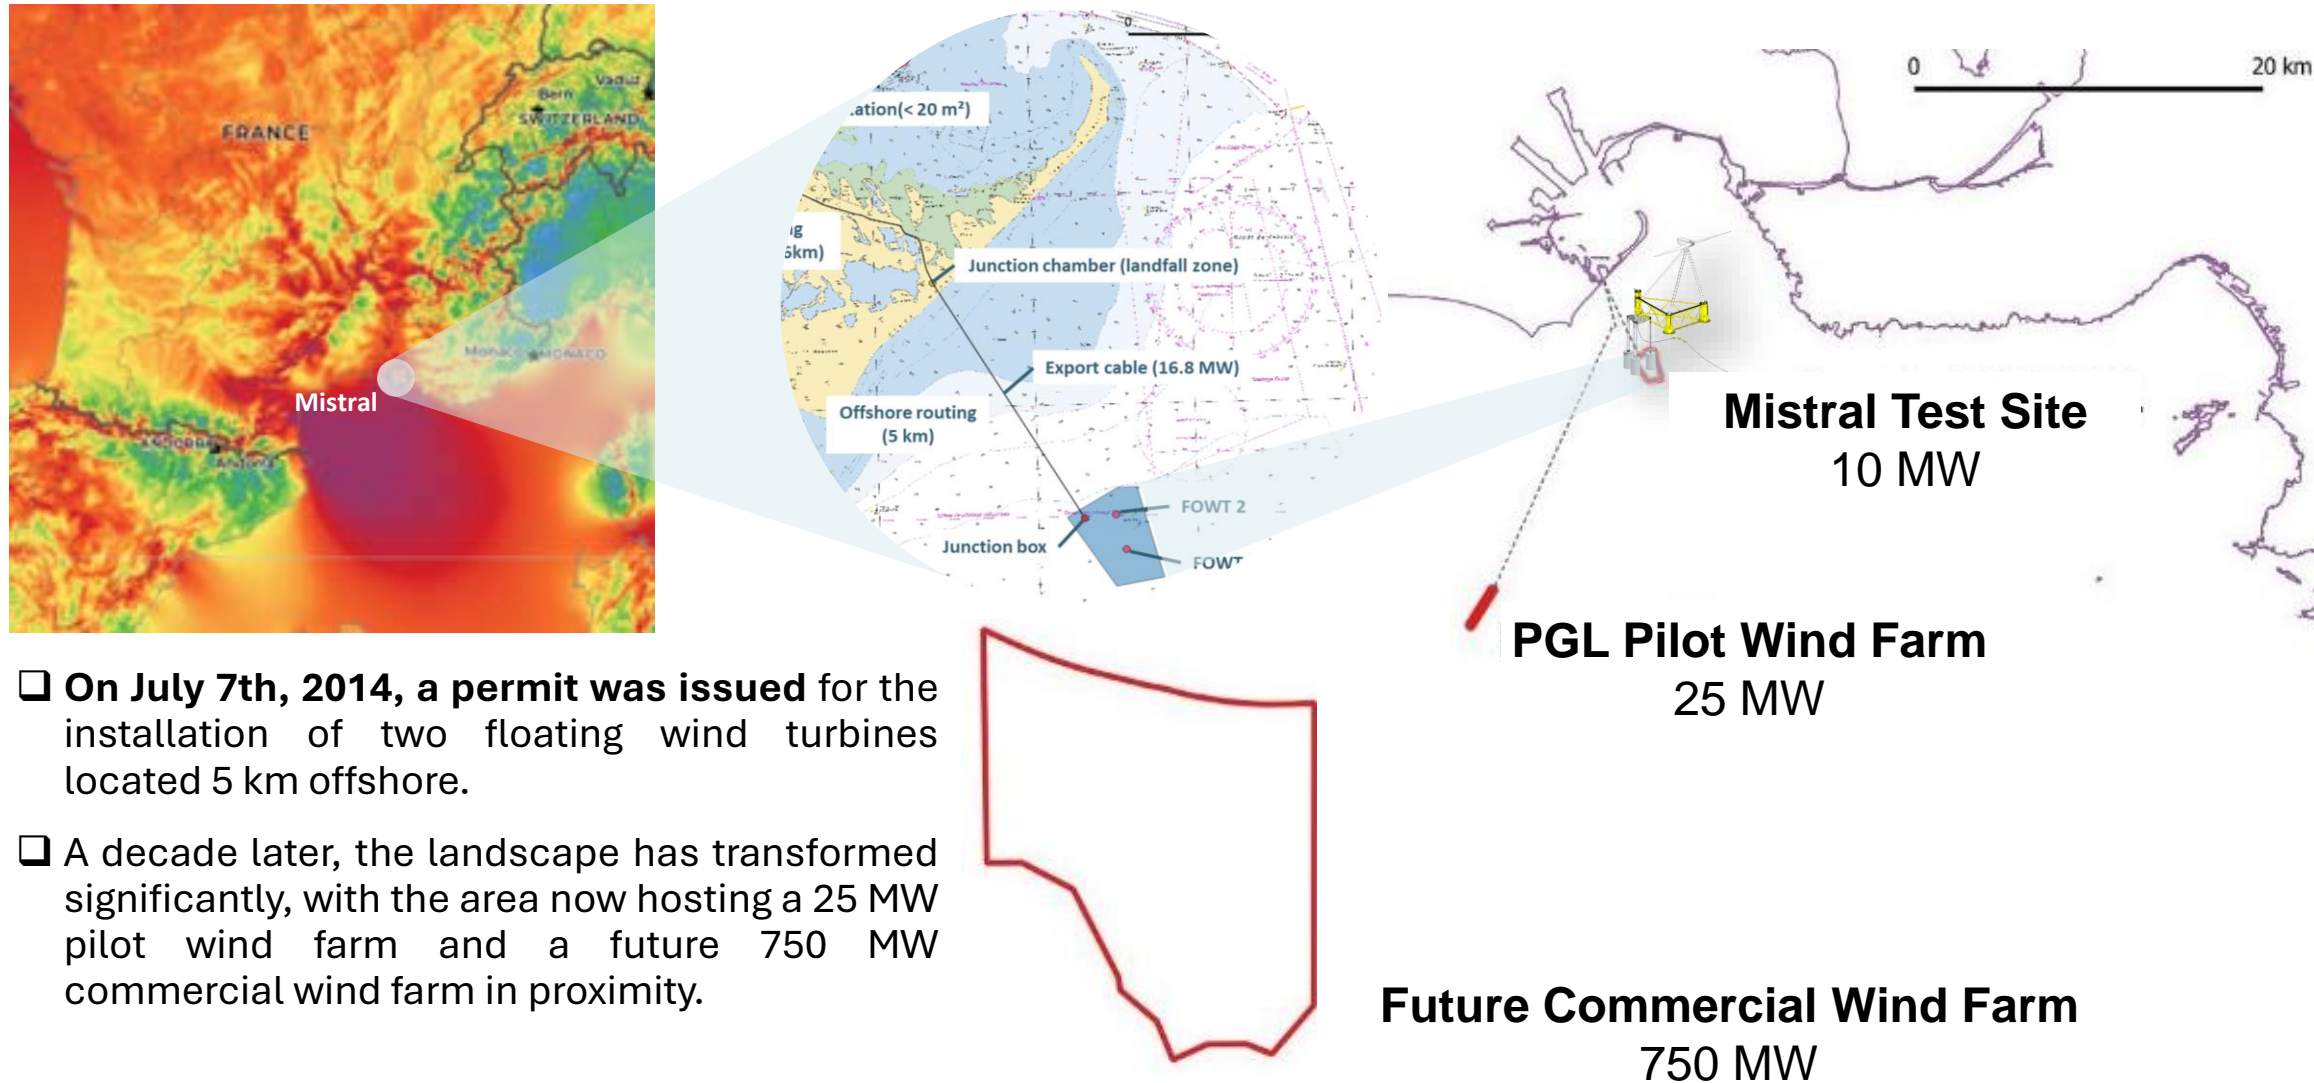 FRANCE
Bern
Vaduz
SWITZERLAND
Monaco
MONACO
Mistral
ANDORRA
Andorra
0
ation(< 20 m²)
5km)
Junction chamber (landfall zone)
Export cable (16.8 MW)
Offshore routing
(5 km)
FOWT 2
Junction box
FOWT
0
20 km
Mistral Test Site
10 MW
PGL Pilot Wind Farm
25 MW
Future Commercial Wind Farm
750 MW
On July 7th, 2014, a permit was issued for the
installation of two floating wind turbines
located 5 km offshore.
A decade later, the landscape has transformed
significantly, with the area now hosting a 25 MW
pilot wind farm and a future 750 MW
commercial wind farm in proximity.